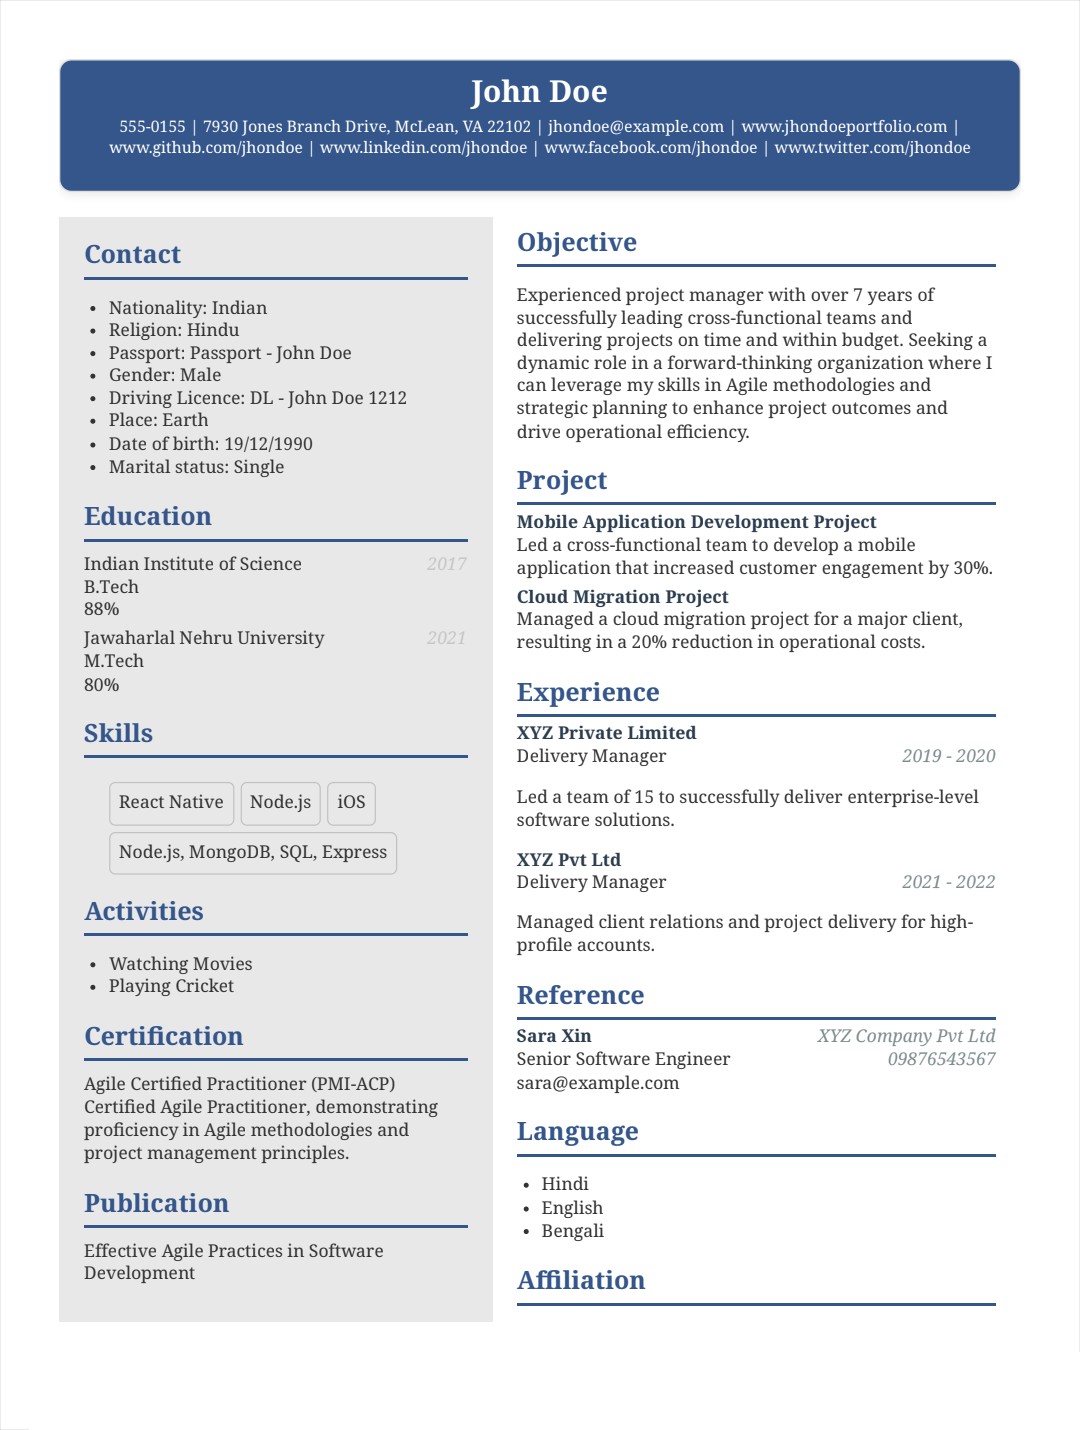 John Doe
555-0155 | 7930 Jones Branch Drive, McLean, VA 22102 | jhondoe@example.com | www.jhondoeportfolio.com |
www.github.com/jhondoe | www.linkedin.com/jhondoe | www.facebook.com/jhondoe | www.twitter.com/jhondoe
Contact
• Nationality: Indian
• Religion: Hindu
• Passport: Passport - John Doe
• Gender: Male
• Driving Licence: DL - John Doe 1212
• Place: Earth
• Date of birth: 19/12/1990
• Marital status: Single
Education
Indian Institute of Science 2017
B.Tech
88%
Jawaharlal Nehru University 2021
M.Tech
80%
Skills
React Native Node.js iOS
Node.js, MongoDB, SQL, Express
Activities
• Watching Movies
• Playing Cricket
Certification
Agile Certified Practitioner (PMI-ACP)
Certified Agile Practitioner, demonstrating
proficiency in Agile methodologies and
project management principles.
Publication
Effective Agile Practices in Software
Development
Objective
Experienced project manager with over 7 years of
successfully leading cross-functional teams and
delivering projects on time and within budget. Seeking a
dynamic role in a forward-thinking organization where I
can leverage my skills in Agile methodologies and
strategic planning to enhance project outcomes and
drive operational efficiency.
Project
Mobile Application Development Project
Led a cross-functional team to develop a mobile
application that increased customer engagement by 30%.
Cloud Migration Project
Managed a cloud migration project for a major client,
resulting in a 20% reduction in operational costs.
Experience
XYZ Private Limited
Delivery Manager 2019 - 2020
Led a team of 15 to successfully deliver enterprise-level
software solutions.
XYZ Pvt Ltd
Delivery Manager 2021 - 2022
Managed client relations and project delivery for high-
profile accounts.
Reference
Sara Xin XYZ Company Pvt Ltd
Senior Software Engineer 09876543567
sara@example.com
Language
• Hindi
• English
• Bengali
Affiliation